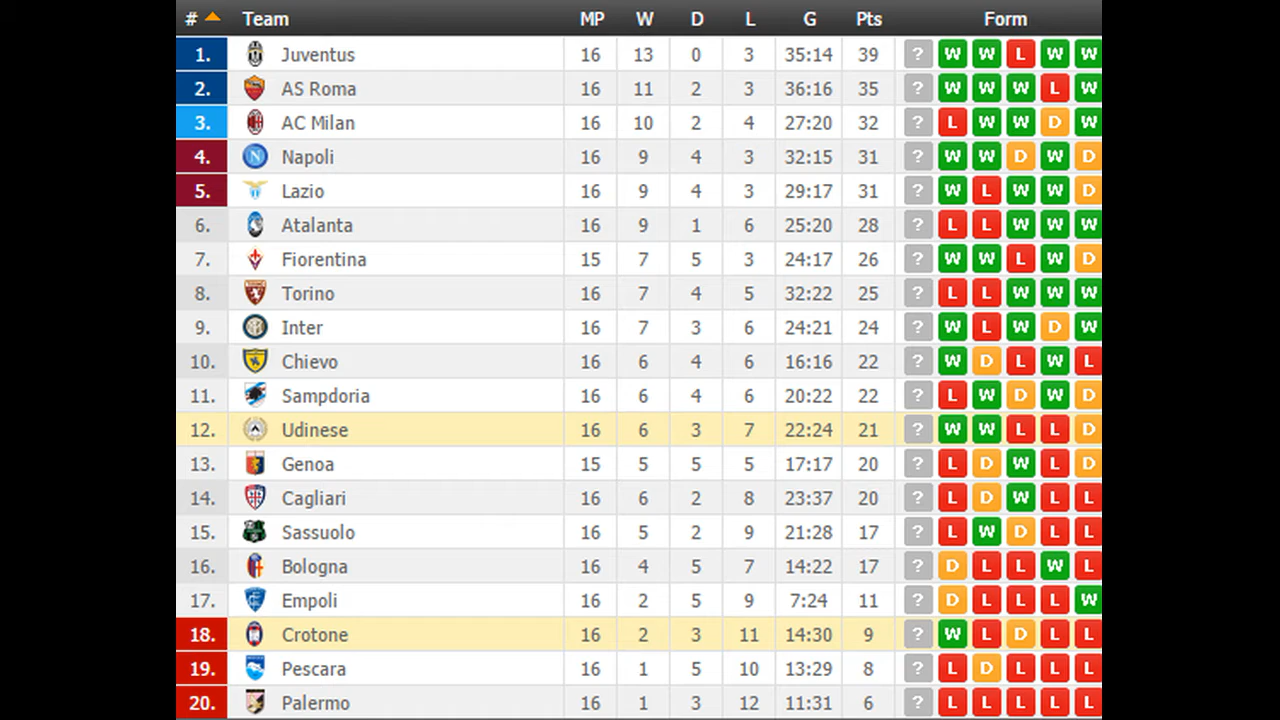 # Team MP W D L G Pts Form
1. Juventus 16 13 0 3 35:14 39 ? W W L W W
2. AS Roma 16 11 2 3 36:16 35 ? W W W L W
3. AC Milan 16 10 2 4 27:20 32 ? L W W D W
4. Napoli 16 9 4 3 32:15 31 ? W W D W D
5. Lazio 16 9 4 3 29:17 31 ? W L W W D
6. Atalanta 16 9 1 6 25:20 28 ? L L W W W
7. Fiorentina 15 7 5 3 24:17 26 ? W W L W D
8. Torino 16 7 4 5 32:22 25 ? L L W W W
9. Inter 16 7 3 6 24:21 24 ? W L W D W
10. Chievo 16 6 4 6 16:16 22 ? W D L W L
11. Sampdoria 16 6 4 6 20:22 22 ? L W D W D
12. Udinese 16 6 3 7 22:24 21 ? W W L L D
13. Genoa 15 5 5 5 17:17 20 ? L D W L D
14. Cagliari 16 6 2 8 23:37 20 ? L D W L L
15. Sassuolo 16 5 2 9 21:28 17 ? L W D L L
16. Bologna 16 4 5 7 14:22 17 ? D L L W L
17. Empoli 16 2 5 9 7:24 11 ? D L L L W
18. Crotone 16 2 3 11 14:30 9 ? W L D L L
19. Pescara 16 1 5 10 13:29 8 ? L D L L L
20. Palermo 16 1 3 12 11:31 6 ? L L L L L